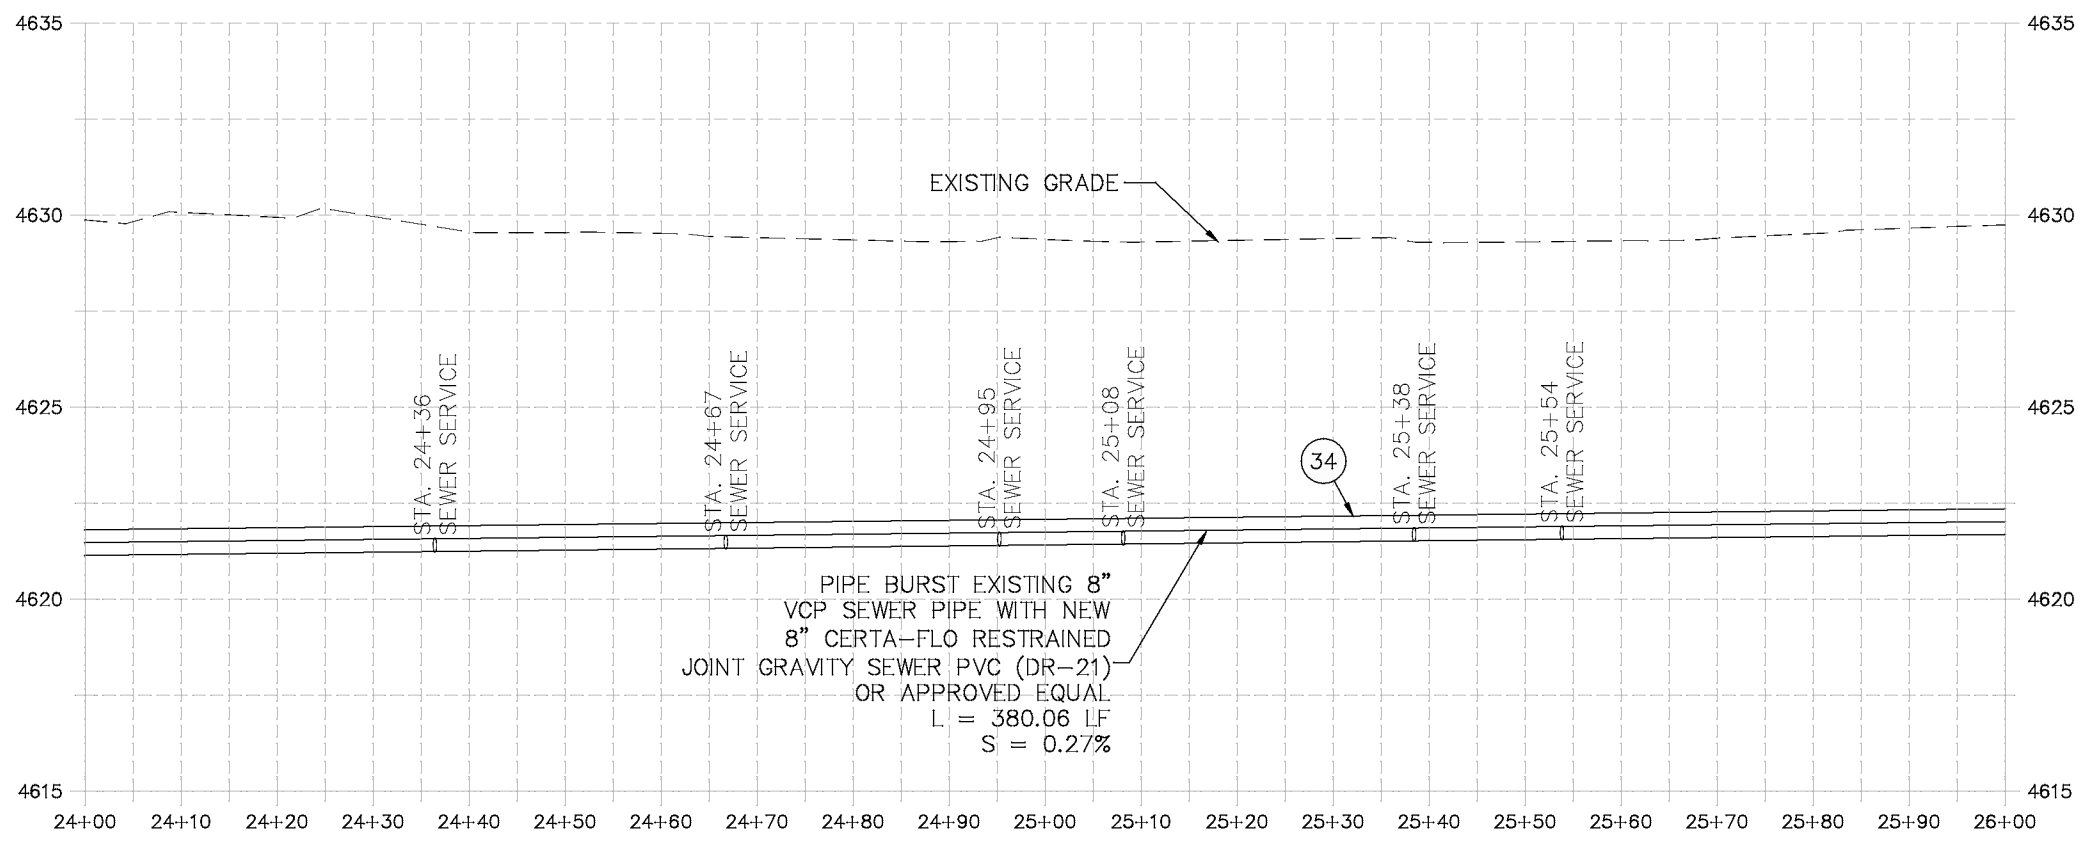 4635
4635
EXISTING GRADE
4630
4630
4625
4625
STA. 24+36
SEWER SERVICE
STA. 24+67
SEWER SERVICE
STA. 24+95
SEWER SERVICE
STA. 25+08
SEWER SERVICE
34
STA. 25+38
SEWER SERVICE
STA. 25+54
SEWER SERVICE
4620
4620
PIPE BURST EXISTING 8"
VCP SEWER PIPE WITH NEW
8" CERTA-FLO RESTRAINED
JOINT GRAVITY SEWER PVC (DR-21)
OR APPROVED EQUAL
L = 380.06 LF
S = 0.27%
4615
4615
24+00 24+10 24+20 24+30 24+40 24+50 24+60 24+70 24+80 24+90 25+00 25+10 25+20 25+30 25+40 25+50 25+60 25+70 25+80 25+90 26+00